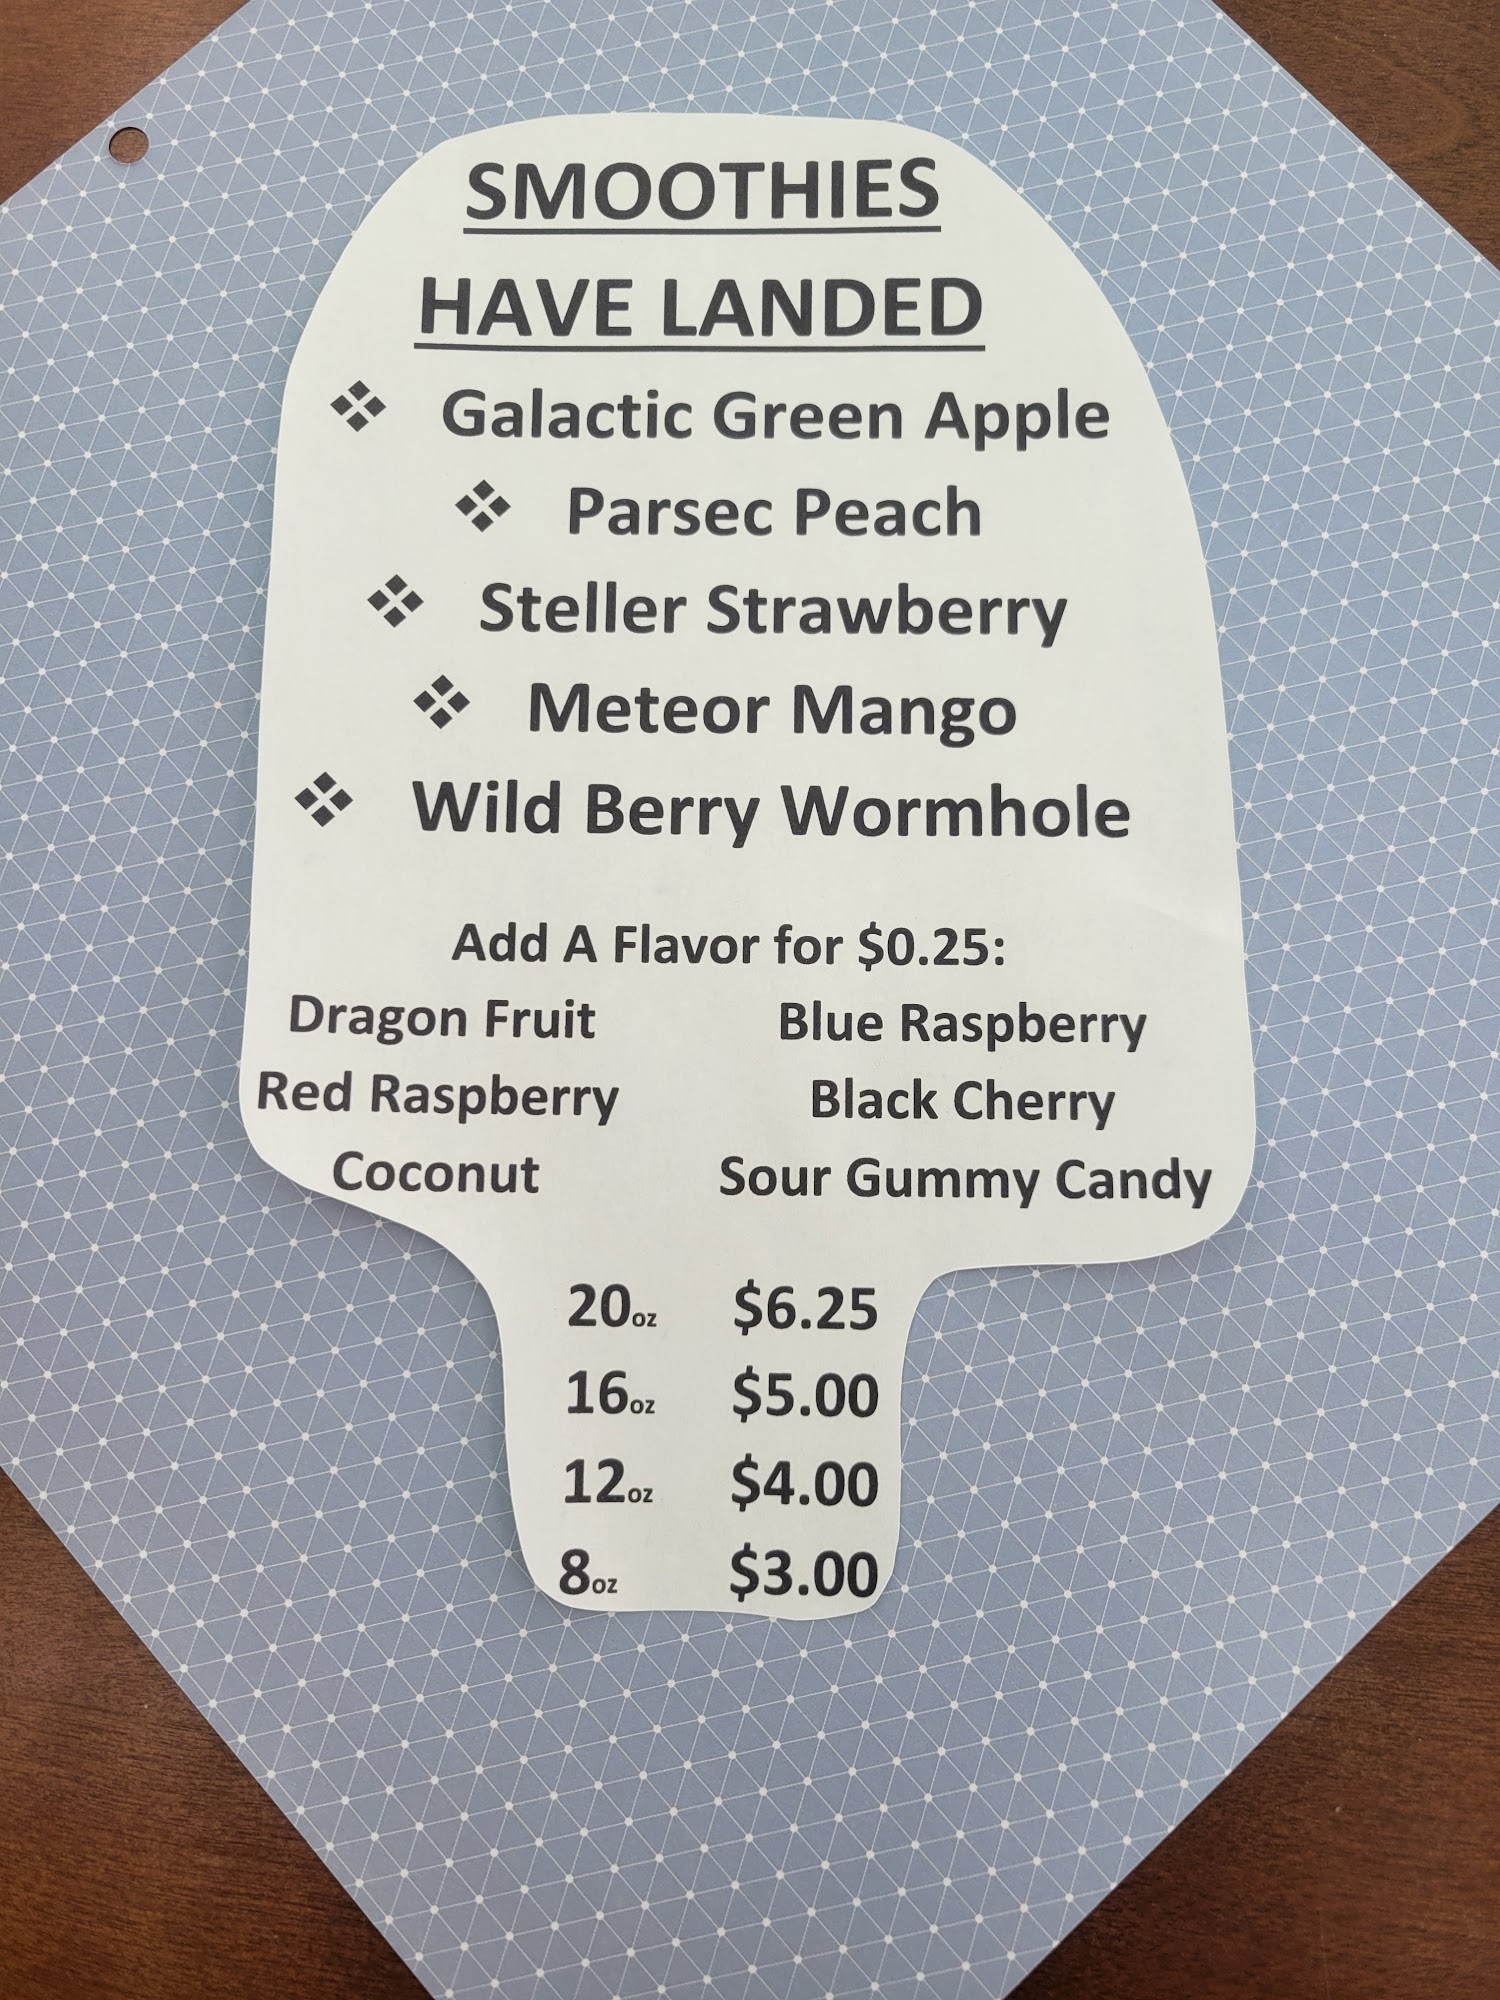 SMOOTHIES
HAVE LANDED
❖ Galactic Green Apple
❖ Parsec Peach
❖ Steller Strawberry
❖ Meteor Mango
❖ Wild Berry Wormhole
Add A Flavor for $0.25:
Dragon Fruit Blue Raspberry
Red Raspberry Black Cherry
Coconut Sour Gummy Candy
20oz $6.25
16oz $5.00
12oz $4.00
8oz $3.00